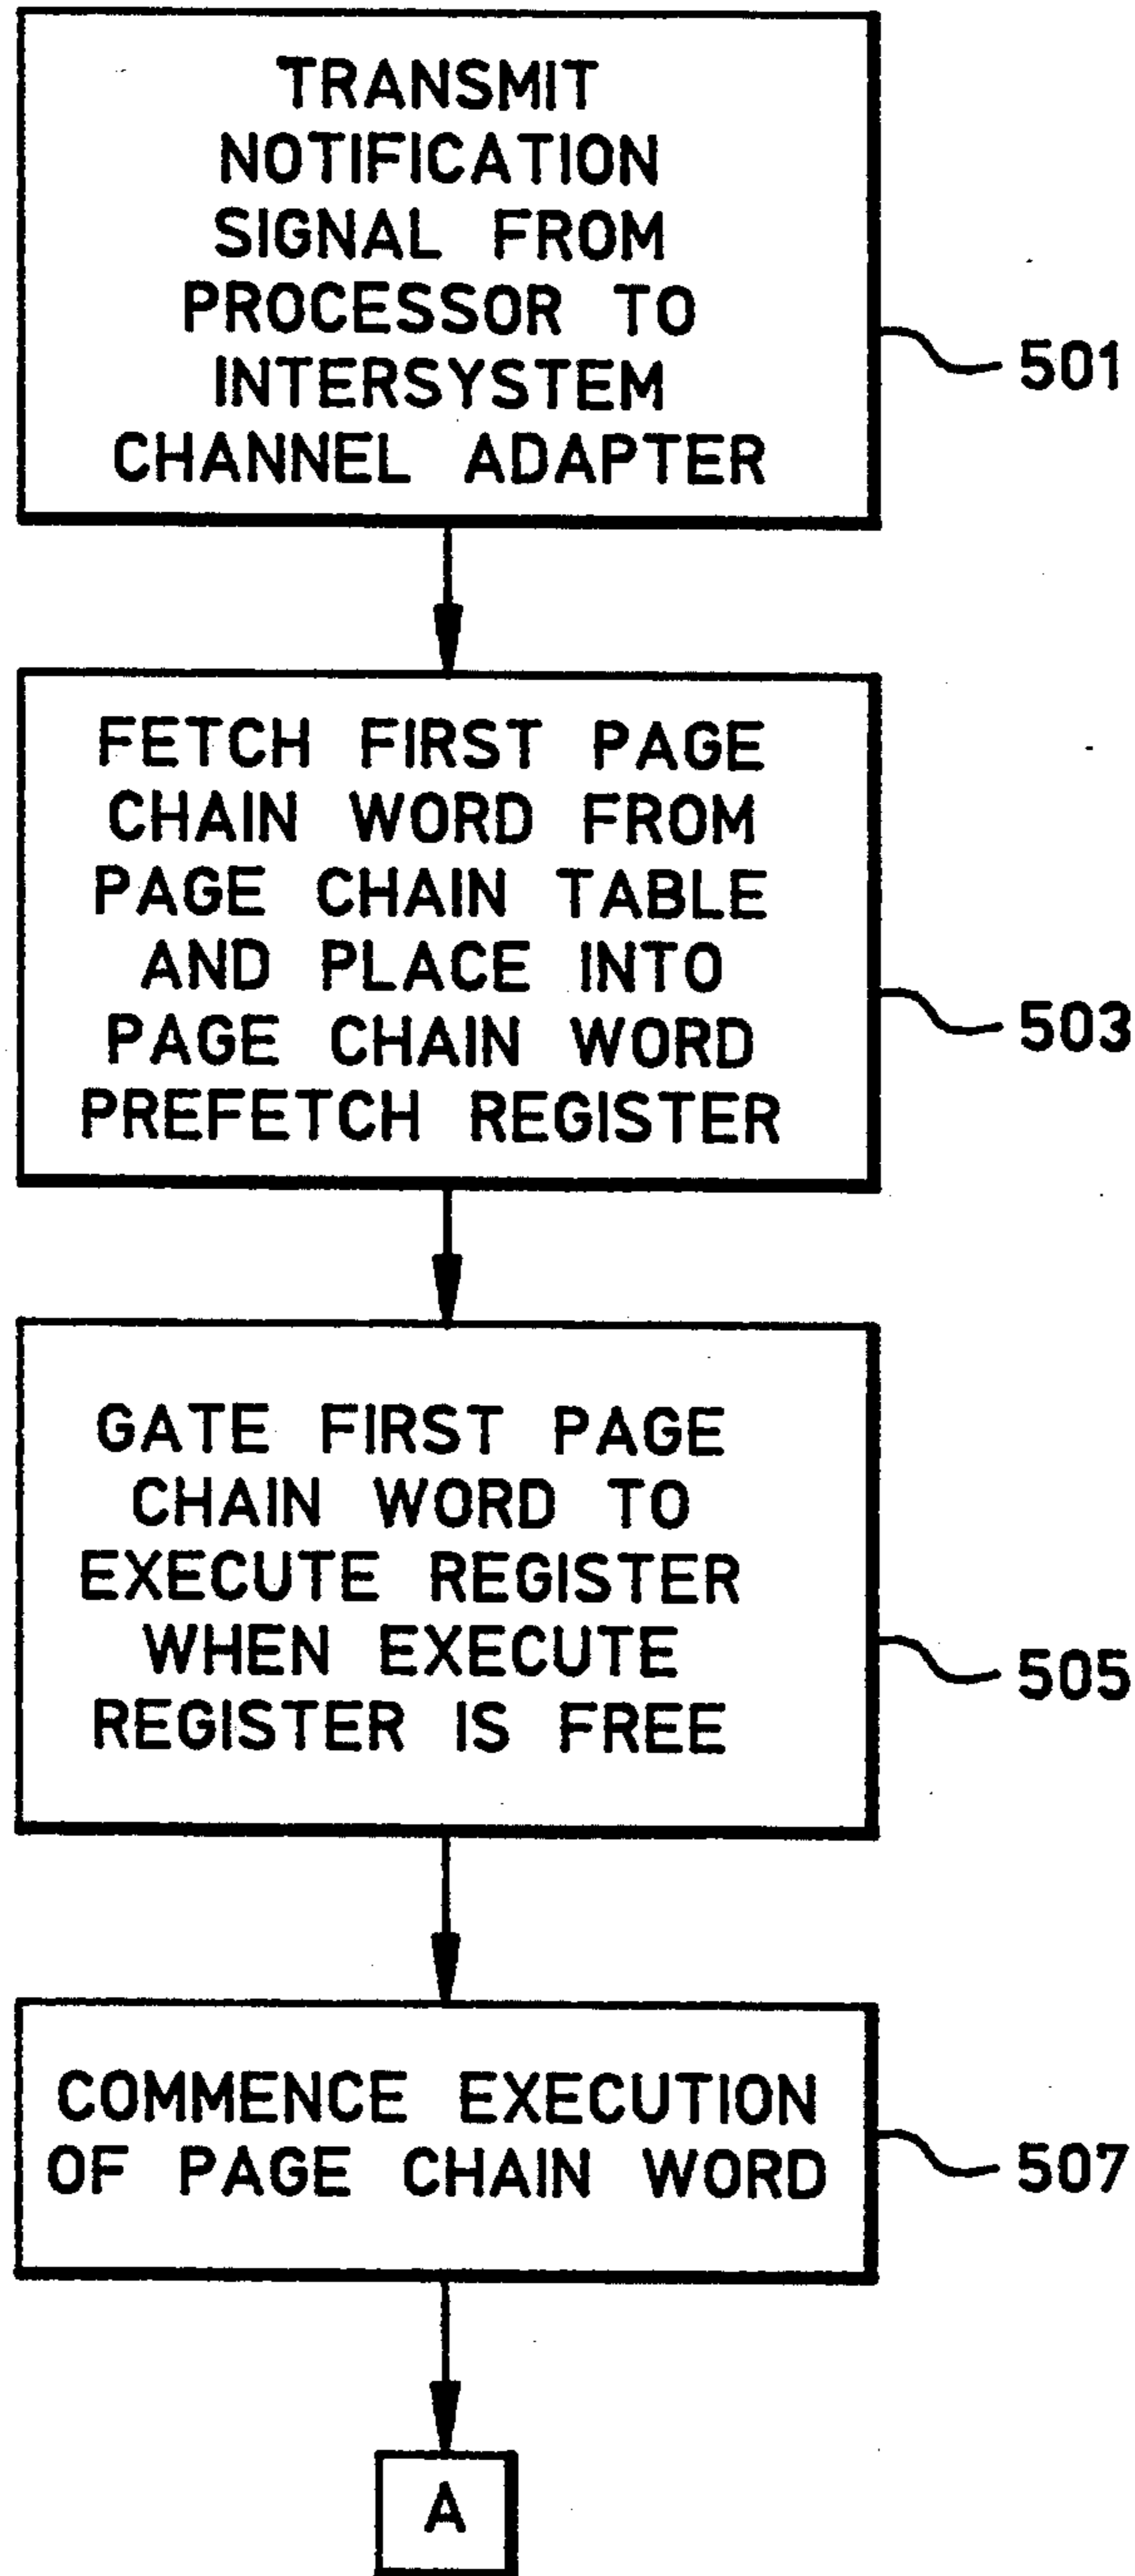 TRANSMIT
NOTIFICATION
SIGNAL FROM
PROCESSOR TO
INTERSYSTEM
CHANNEL ADAPTER
501
FETCH FIRST PAGE
CHAIN WORD FROM
PAGE CHAIN TABLE
AND PLACE INTO
PAGE CHAIN WORD
PREFETCH REGISTER
503
GATE FIRST PAGE
CHAIN WORD TO
EXECUTE REGISTER
WHEN EXECUTE
REGISTER IS FREE
505
COMMENCE EXECUTION
OF PAGE CHAIN WORD
507
A